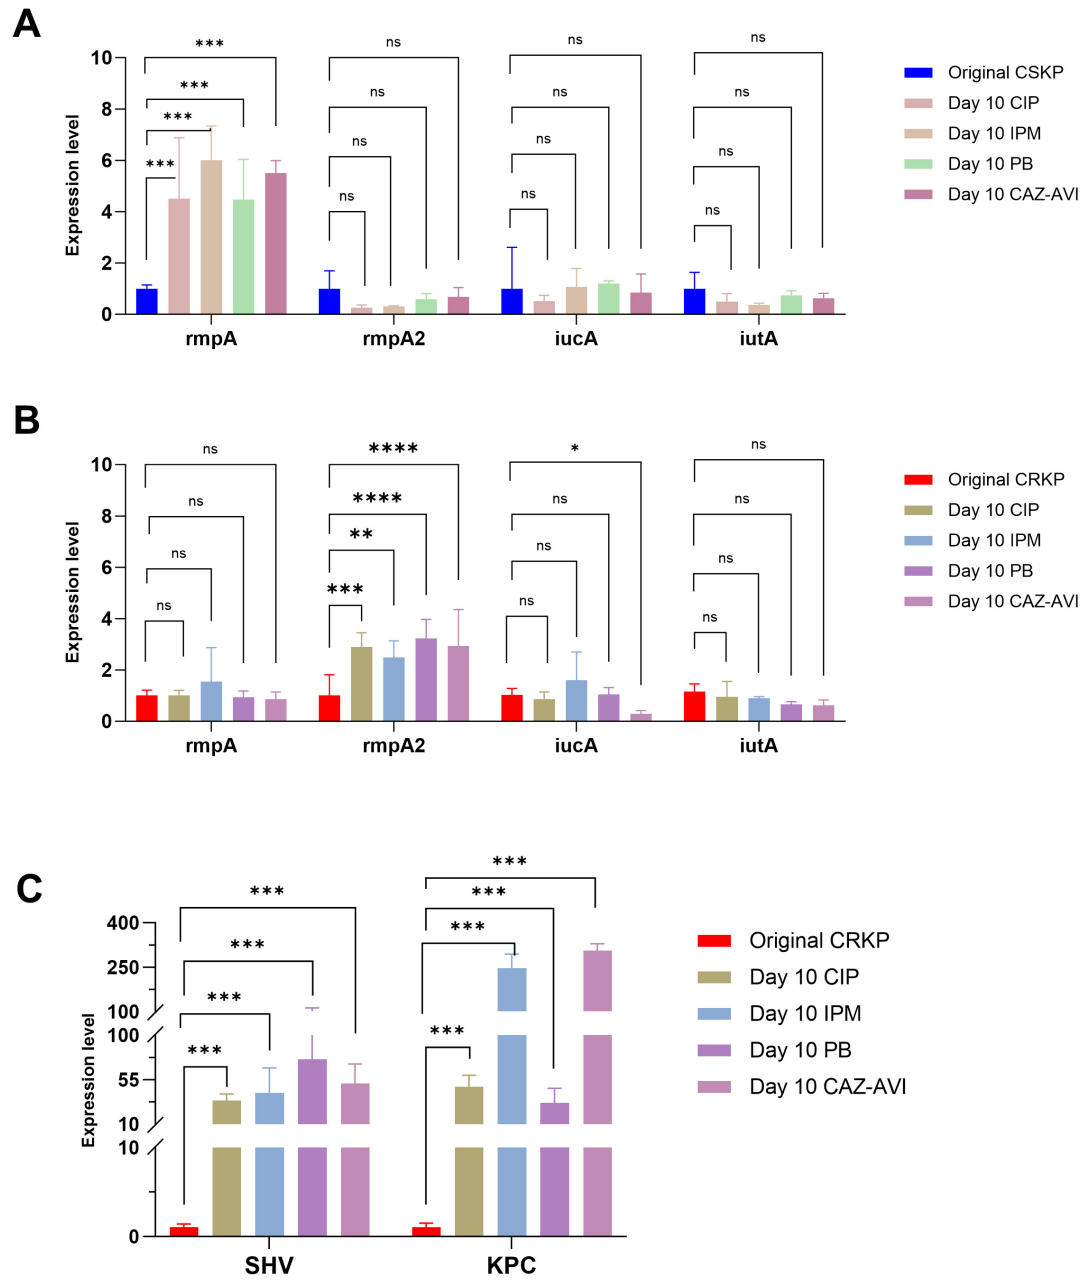 A
*** ns ns ns
10
Original CSKP
*** ns ns ns
Day 10 CIP
8
*** ns ns ns
Day 10 IPM
*** ns ns ns
Day 10 PB
6
Day 10 CAZ-AVI
4
2
0
Expression level
rmpA rmpA2 iucA iutA
B
ns **** * ns
10
Original CRKP
ns **** ns ns
Day 10 CIP
8
ns ** ns ns
Day 10 IPM
ns *** ns ns
Day 10 PB
6
Day 10 CAZ-AVI
4
2
0
Expression level
rmpA rmpA2 iucA iutA
C
*** ***
*** ***
*** ***
*** ***
400
250
100
100
55
10
10
0
Expression level
SHV KPC
Original CRKP
Day 10 CIP
Day 10 IPM
Day 10 PB
Day 10 CAZ-AVI